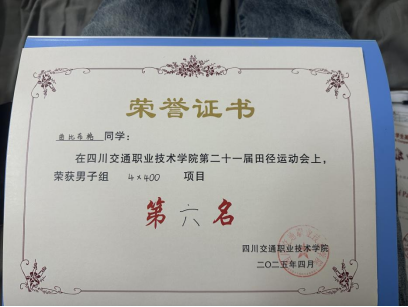 荣誉证书
同学：
在四川交通职业技术学院第二十一届田径运动会上，
荣获男子组 4×400 项目
第六名
四川交通职业技术学院
二〇二五年四月